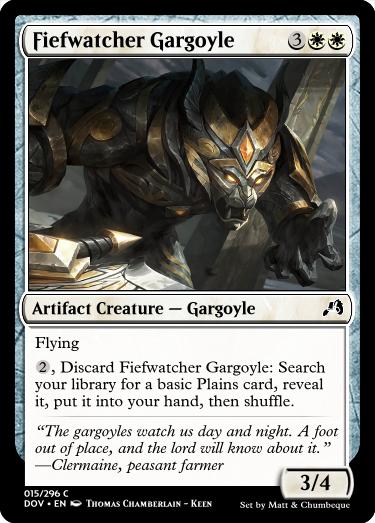 Fiefwatcher Gargoyle 3
Artifact Creature — Gargoyle
Flying
2, Discard Fiefwatcher Gargoyle: Search
your library for a basic Plains card, reveal
it, put it into your hand, then shuffle.
“The gargoyles watch us day and night. A foot
out of place, and the lord will know about it.”
—Clermaine, peasant farmer
3/4
015/296 C
DOV • EN Thomas Chamberlain - Keen
Set by Matt & Chumbeque